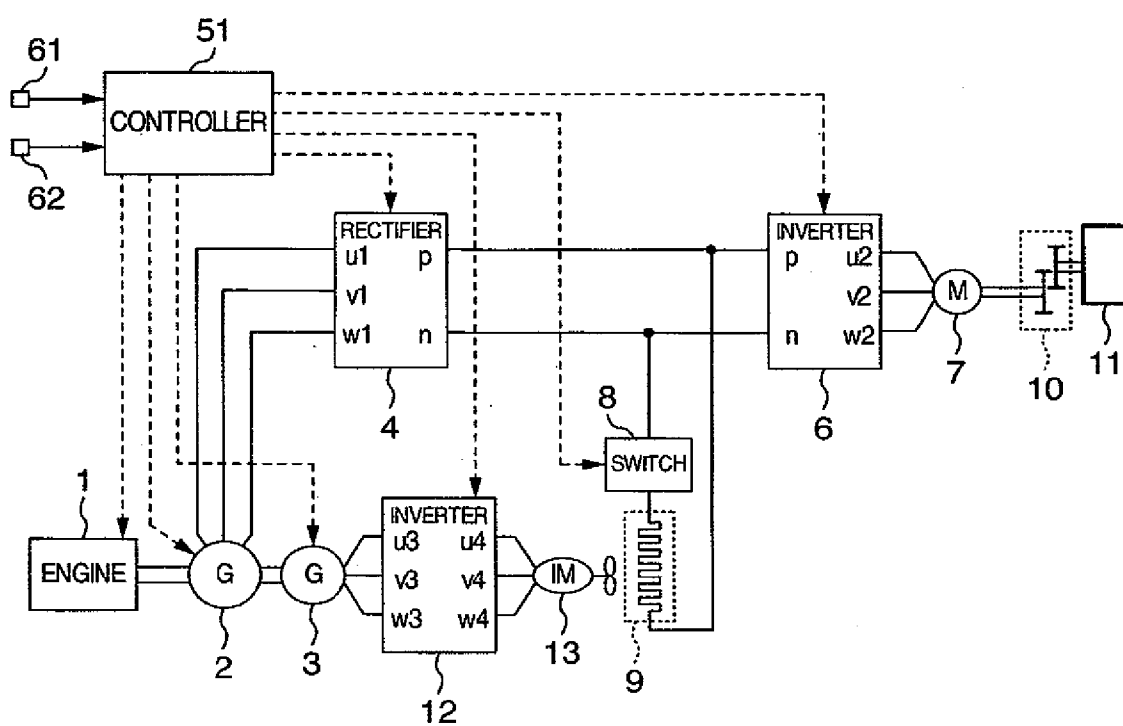 51
61
CONTROLLER
62
RECTIFIER
u1 p
v1
w1 n
4
INVERTER
p u2
v2
n w2
6
M
7
10
11
8
SWITCH
1
ENGINE
G
2
G
3
INVERTER
u3 u4
v3 v4
w3 w4
12
IM
13
9